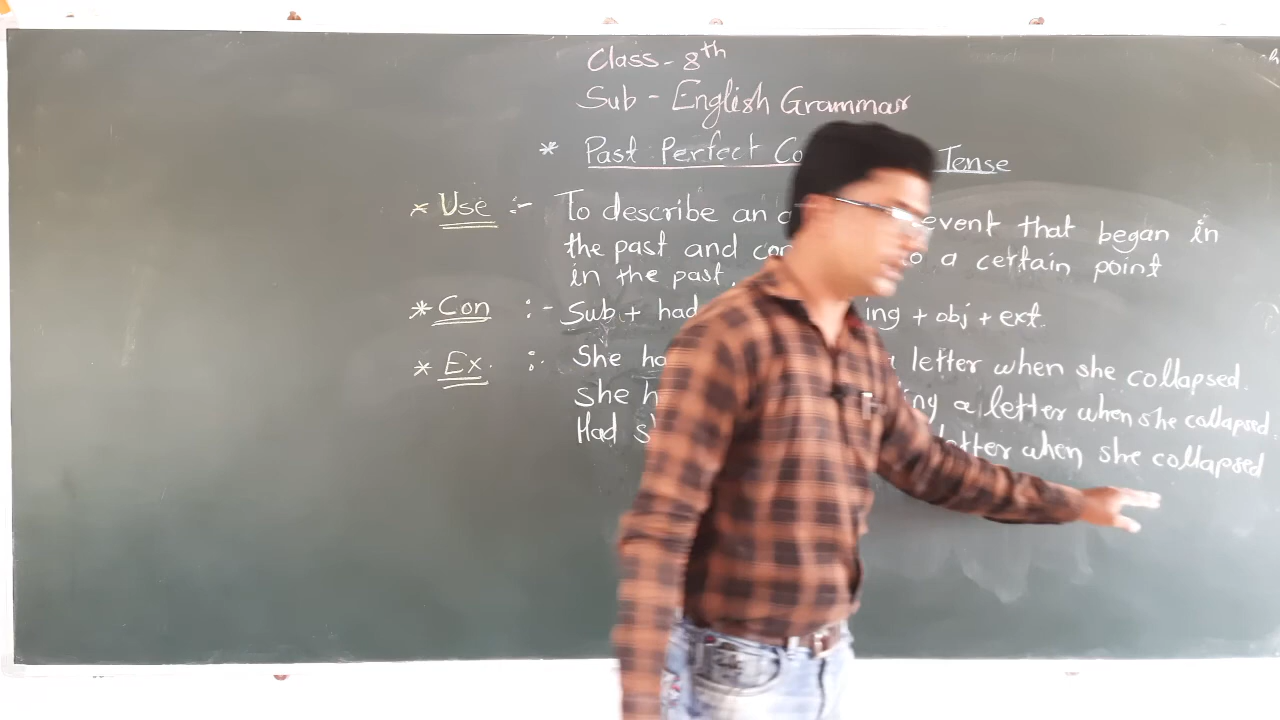 Class - 8th
Sub - English Grammar
* Past Perfect Co Tense
* Use :- To describe an event that began in
the past and con to a certain point
in the past.
* Con :- Sub + had ing + obj + ext.
* Ex. :- She ha letter when she collapsed.
she h ing a letter when she collapsed.
Had s letter when she collapsed